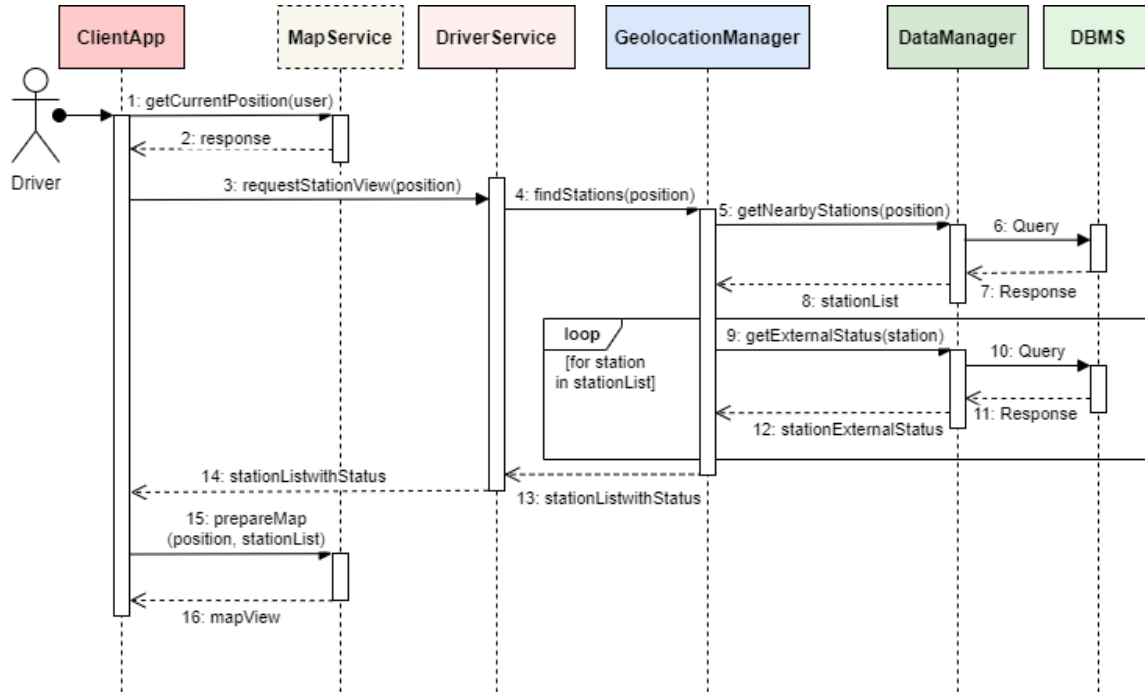 ClientApp
MapService
DriverService
GeolocationManager
DataManager
DBMS
Driver
1: getCurrentPosition(user)
2: response
3: requestStationView(position)
4: findStations(position)
5: getNearbyStations(position)
6: Query
7: Response
8: stationList
loop
[for station
in stationList]
9: getExternalStatus(station)
10: Query
11: Response
12: stationExternalStatus
13: stationListwithStatus
14: stationListwithStatus
15: prepareMap
(position, stationList)
16: mapView